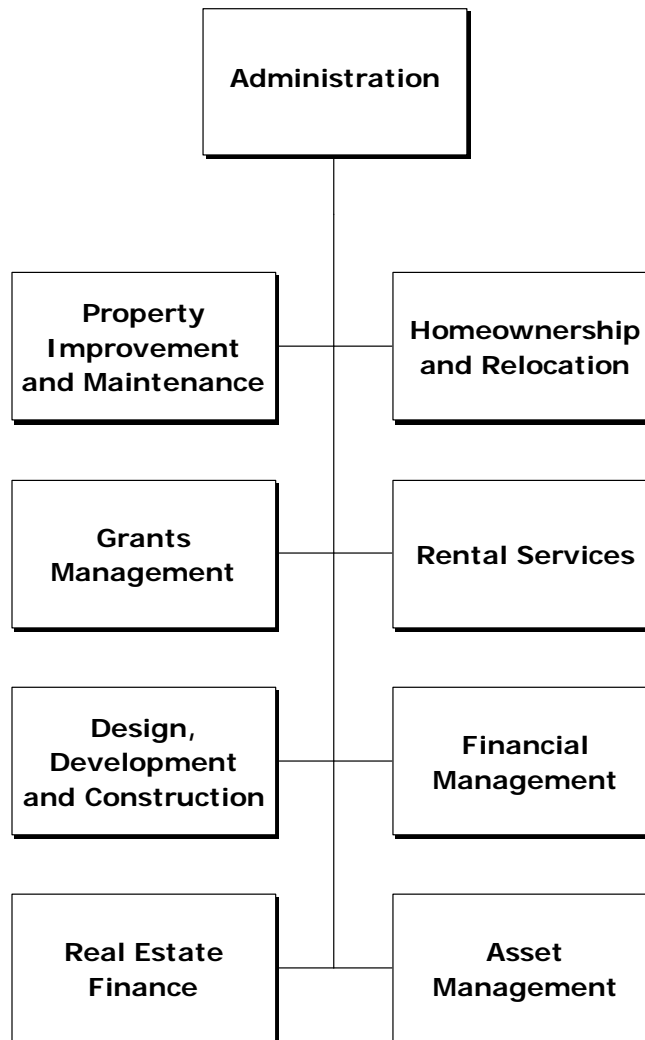 Administration
Property
Improvement
and Maintenance
Homeownership
and Relocation
Grants
Management
Rental Services
Design,
Development
and Construction
Financial
Management
Real Estate
Finance
Asset
Management